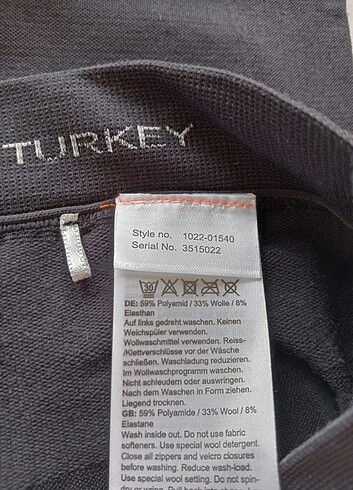 TURKEY
Style no. 1022-01540
Serial No. 3515022
30
DE: 59% Polyamid / 33% Wolle / 8%
Elasthan
Auf links gedreht waschen. Keinen
Weichspüler verwenden.
Wollwaschmittel verwenden. Reiss-
/Klettverschlüsse vor der Wäsche
schließen. Waschladung reduzieren.
Im Wollwaschprogramm waschen.
Nicht schleudern oder auswringen.
Nach dem Waschen in Form ziehen.
Liegend trocknen.
GB: 59% Polyamide / 33% Wool / 8%
Elastane
Wash inside out. Do not use fabric
softeners. Use special wool detergent.
Close all zippers and velcro closures
before washing. Reduce wash-load.
Use special wool setting. Do not spin-